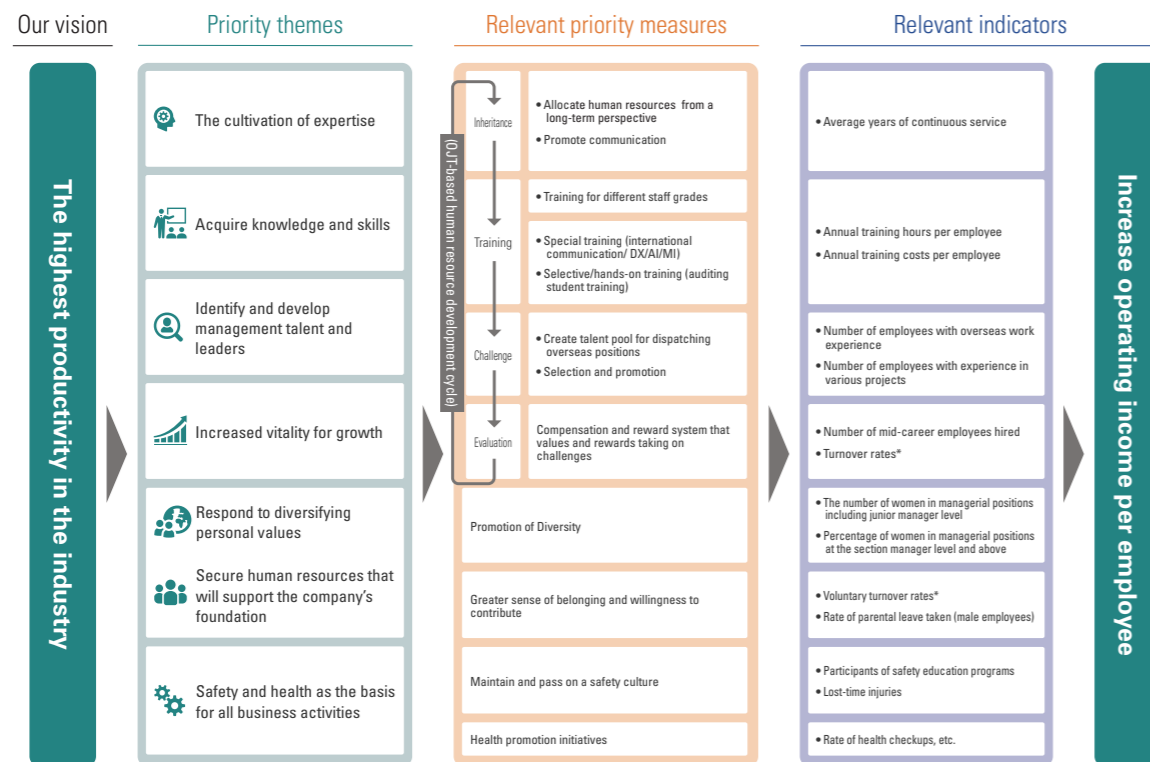 Our vision
Priority themes
Relevant priority measures
Relevant indicators
The highest productivity in the industry
The cultivation of expertise
Acquire knowledge and skills
Identify and develop
management talent and
leaders
Increased vitality for growth
Respond to diversifying
personal values
Secure human resources that
will support the company's
foundation
Safety and health as the basis
for all business activities
(OJT-based human resource development cycle)
Inheritance
• Allocate human resources from a
long-term perspective
• Promote communication
Training
• Training for different staff grades
• Special training (international
communication/ DX/AI/MI)
• Selective/hands-on training (auditing
student training)
Challenge
• Create talent pool for dispatching
overseas positions
• Selection and promotion
Evaluation
Compensation and reward system that
values and rewards taking on
challenges
Promotion of Diversity
Greater sense of belonging and willingness to
contribute
Maintain and pass on a safety culture
Health promotion initiatives
• Average years of continuous service
• Annual training hours per employee
• Annual training costs per employee
• Number of employees with overseas work
experience
• Number of employees with experience in
various projects
• Number of mid-career employees hired
• Turnover rates*
• The number of women in managerial positions
including junior manager level
• Percentage of women in managerial positions
at the section manager level and above
• Voluntary turnover rates*
• Rate of parental leave taken (male employees)
• Participants of safety education programs
• Lost-time injuries
• Rate of health checkups, etc.
Increase operating income per employee